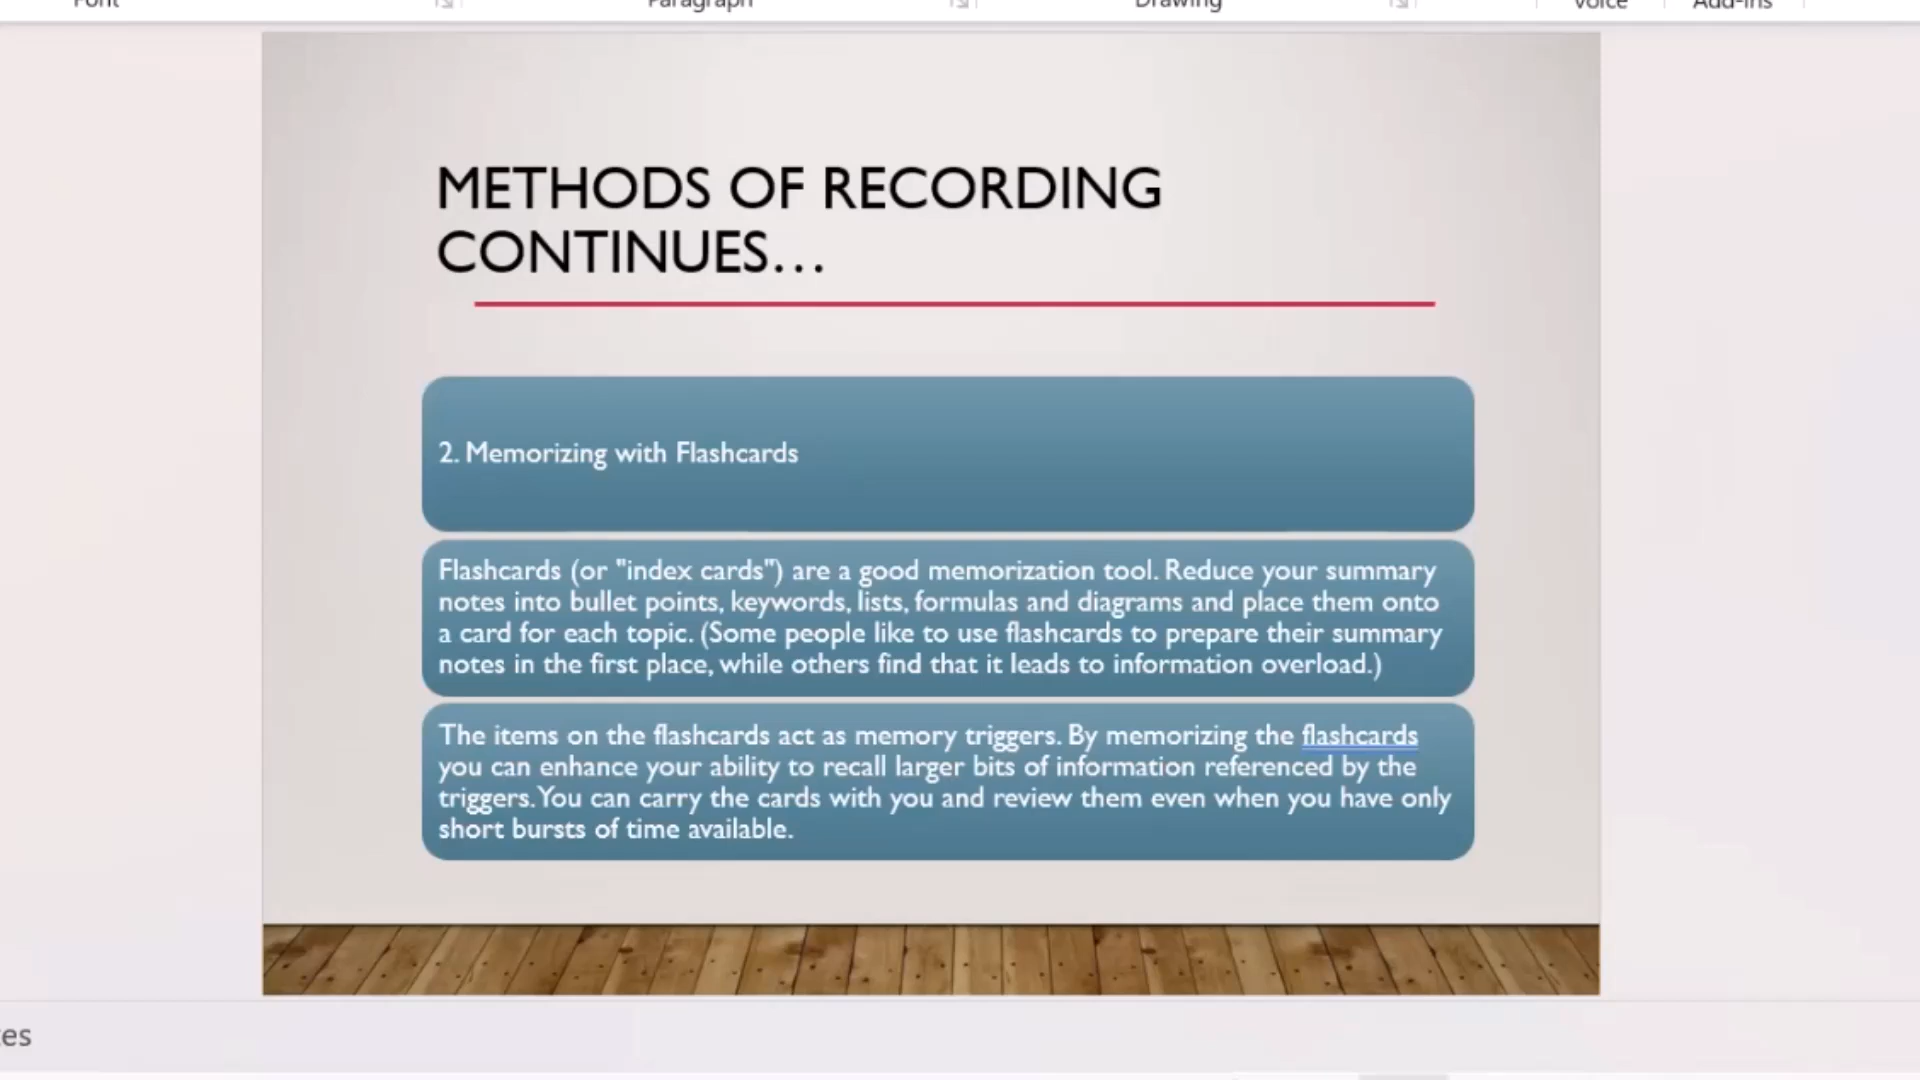 Font Paragraph Drawing Voice Add-ins
METHODS OF RECORDING
CONTINUES...
2. Memorizing with Flashcards
Flashcards (or "index cards") are a good memorization tool. Reduce your summary
notes into bullet points, keywords, lists, formulas and diagrams and place them onto
a card for each topic. (Some people like to use flashcards to prepare their summary
notes in the first place, while others find that it leads to information overload.)
The items on the flashcards act as memory triggers. By memorizing the flashcards
you can enhance your ability to recall larger bits of information referenced by the
triggers. You can carry the cards with you and review them even when you have only
short bursts of time available.
tes